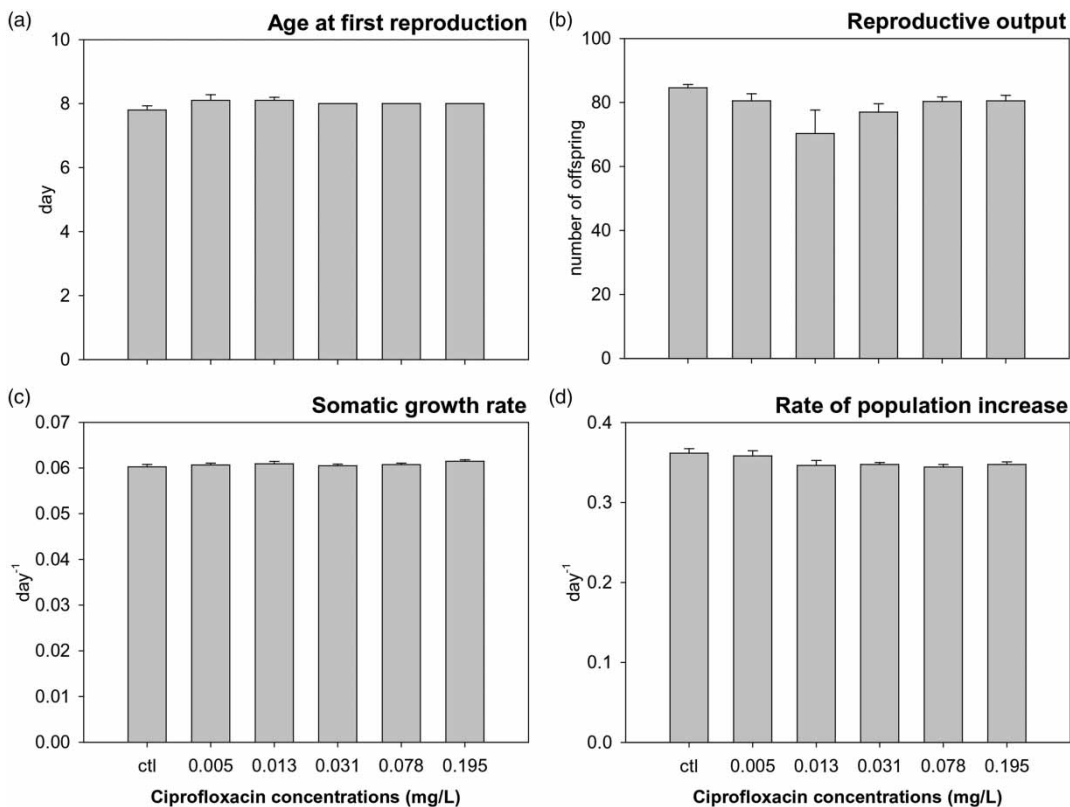 (a)
Age at first reproduction
10
8
6
4
2
0
day
(b)
Reproductive output
100
80
60
40
20
0
number of offspring
(c)
Somatic growth rate
0.07
0.06
0.05
0.04
0.03
0.02
0.01
0.00
day-1
ctl 0.005 0.013 0.031 0.078 0.195
Ciprofloxacin concentrations (mg/L)
(d)
Rate of population increase
0.4
0.3
0.2
0.1
0.0
day-1
ctl 0.005 0.013 0.031 0.078 0.195
Ciprofloxacin concentrations (mg/L)